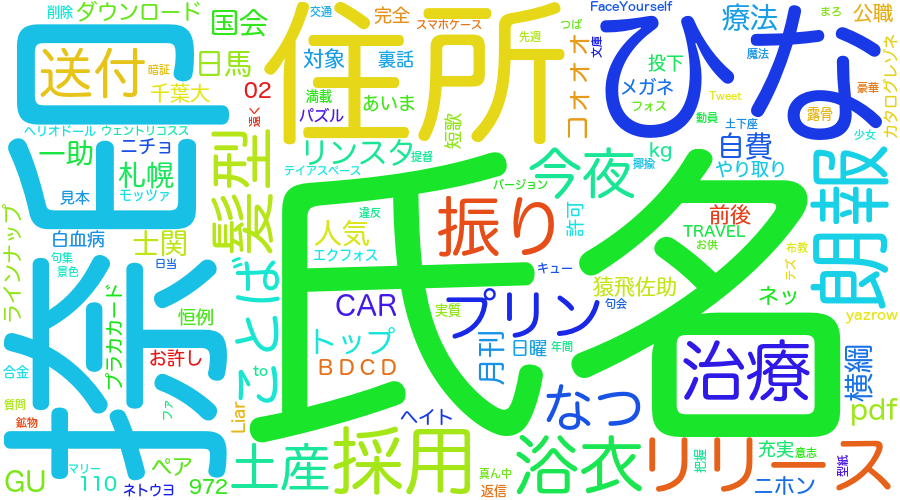 削除
ダウンロード
国会
交通
完全
スマホケース
FaceYourself
つば
まろ
公職
療法
住所
ひな
コォォォ
文庫
先週
魔法
送付
暗証
日馬
対象
裏話
投下
メガネ
Tweet
豪華
カタログレゾネ
千葉大
02
満載
あいま
フォス
動員
露骨
土下座
少女
パズル
短歌
ヘリオドール
ウェントリコスス
ニチョ
一助
髪型
リンスタ
提督
今夜
kg
揶揄
自費
やり取り
朗報
札幌
テイアスペース
バージョン
見本
モッツァ
白血病
士関
句集
景色
日当
ラインナップ
ことば
違反
人気
エクフォス
振り
許可
前後
TRAVEL
お供
布教
テズ
氏名
キュー
猿飛佐助
句会
ネッ
yazrow
プラカカード
恒例
CAR
プリン
実質
トップ
お許し
BDCD
to
月刊
日曜
年間
治療
横綱
合金
質問
鉱物
ファ
Liar
ヘイト
なつ
pdf
採用
浴衣
リリース
土産
ペア
マリー
GU
110
ネトウヨ
972
真ん中
返信
把握
充実
意志
型紙
ニホン